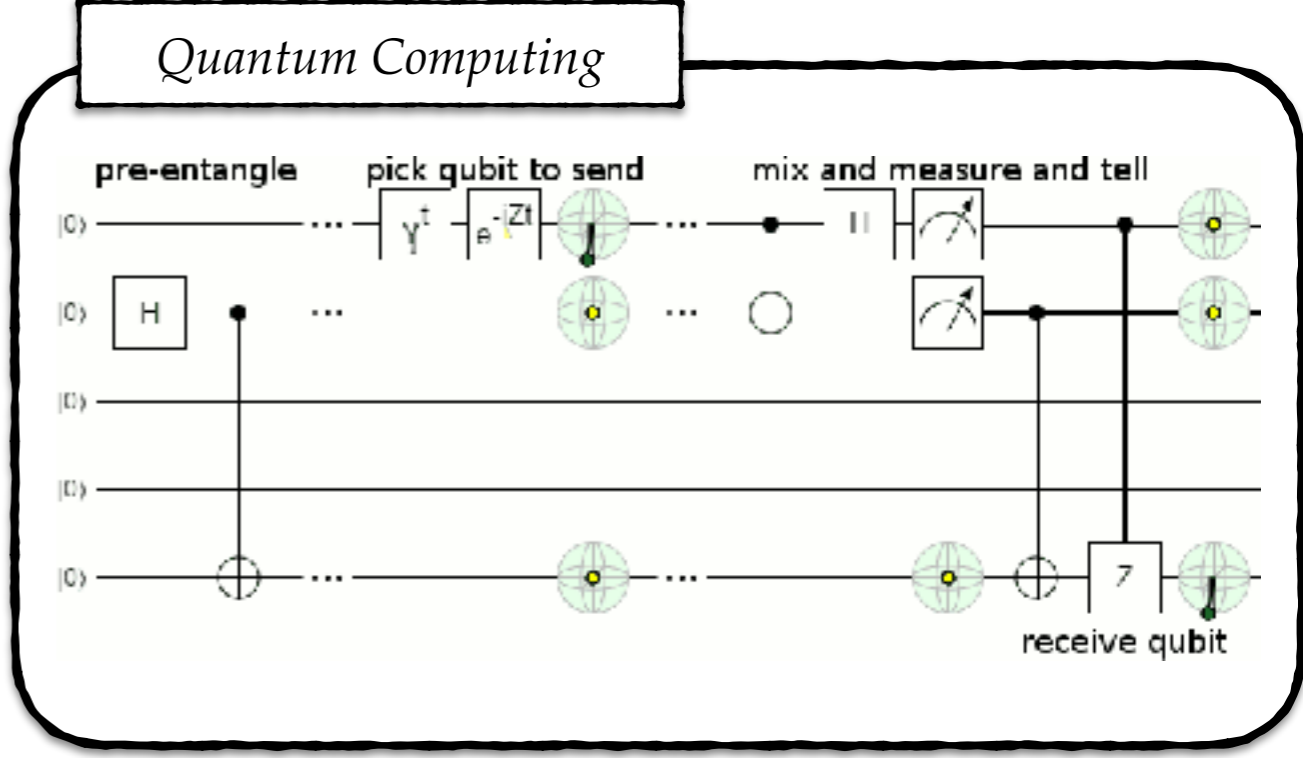 Quantum Computing
pre-entangle pick qubit to send mix and measure and tell
|0⟩ ... Y^t e^-iZt ...
|0⟩ H ... ...
|0⟩
|0⟩
|0⟩ ... ...
receive qubit